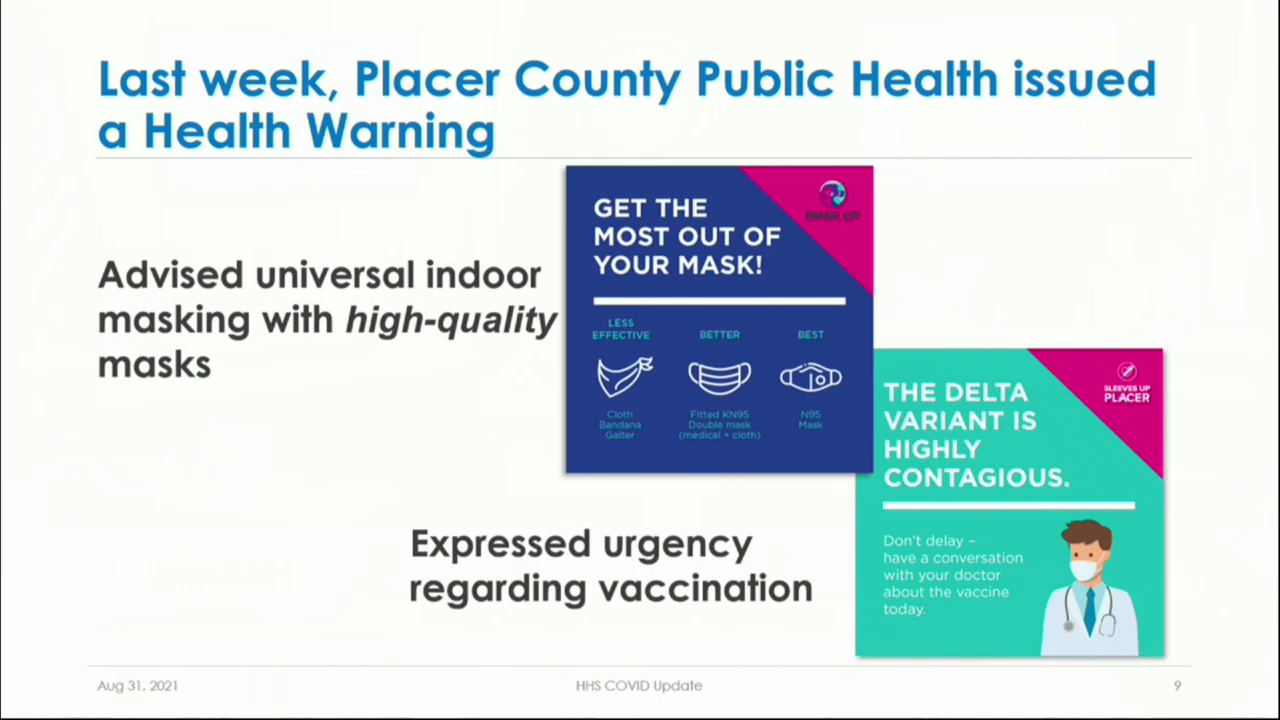 Last week, Placer County Public Health issued
a Health Warning
Advised universal indoor
masking with high-quality
masks
GET THE
MOST OUT OF
YOUR MASK!
MASK UP
LESS
EFFECTIVE
BETTER
BEST
Cloth
Bandana
Gaiter
Fitted KN95
Double mask
(medical + cloth)
N95
Mask
THE DELTA
VARIANT IS
HIGHLY
CONTAGIOUS.
SLEEVES UP
PLACER
Don't delay –
have a conversation
with your doctor
about the vaccine
today.
Expressed urgency
regarding vaccination
Aug 31, 2021
HHS COVID Update
9